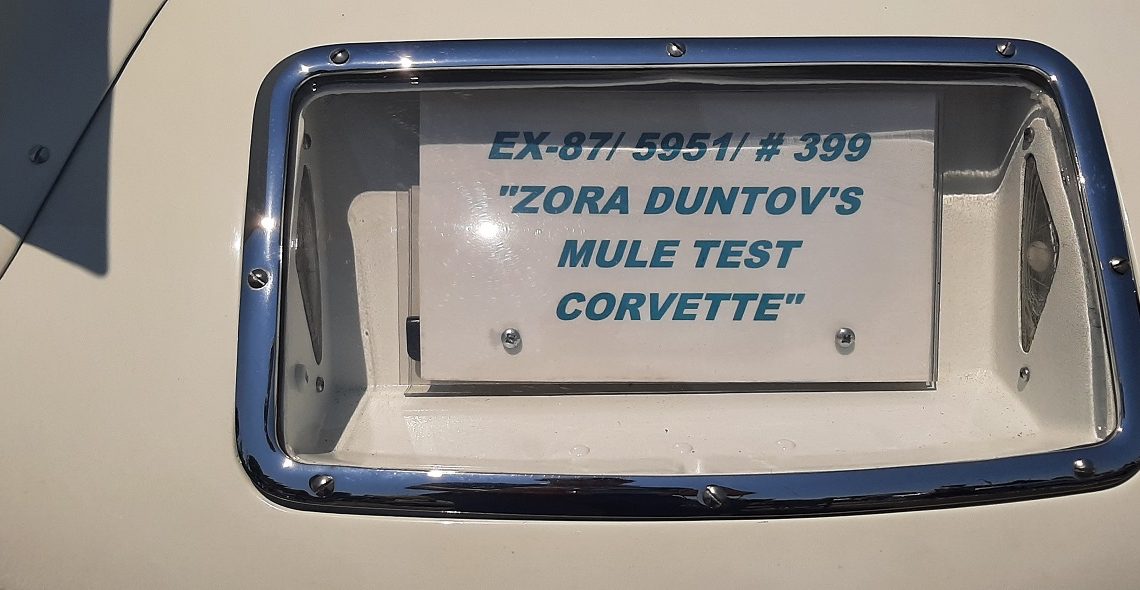 EX-87/ 5951/ # 399
"ZORA DUNTOV'S
MULE TEST
CORVETTE"